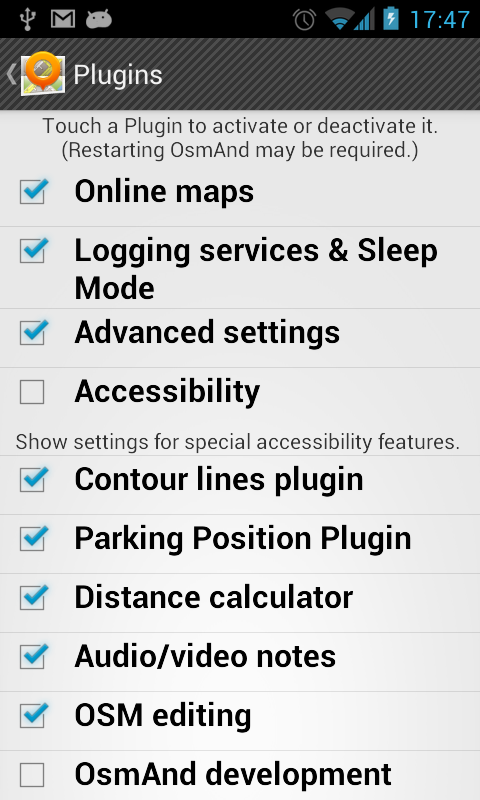 17:47
Plugins
Touch a Plugin to activate or deactivate it.
(Restarting OsmAnd may be required.)
Online maps
Logging services & Sleep
Mode
Advanced settings
Accessibility
Show settings for special accessibility features.
Contour lines plugin
Parking Position Plugin
Distance calculator
Audio/video notes
OSM editing
OsmAnd development